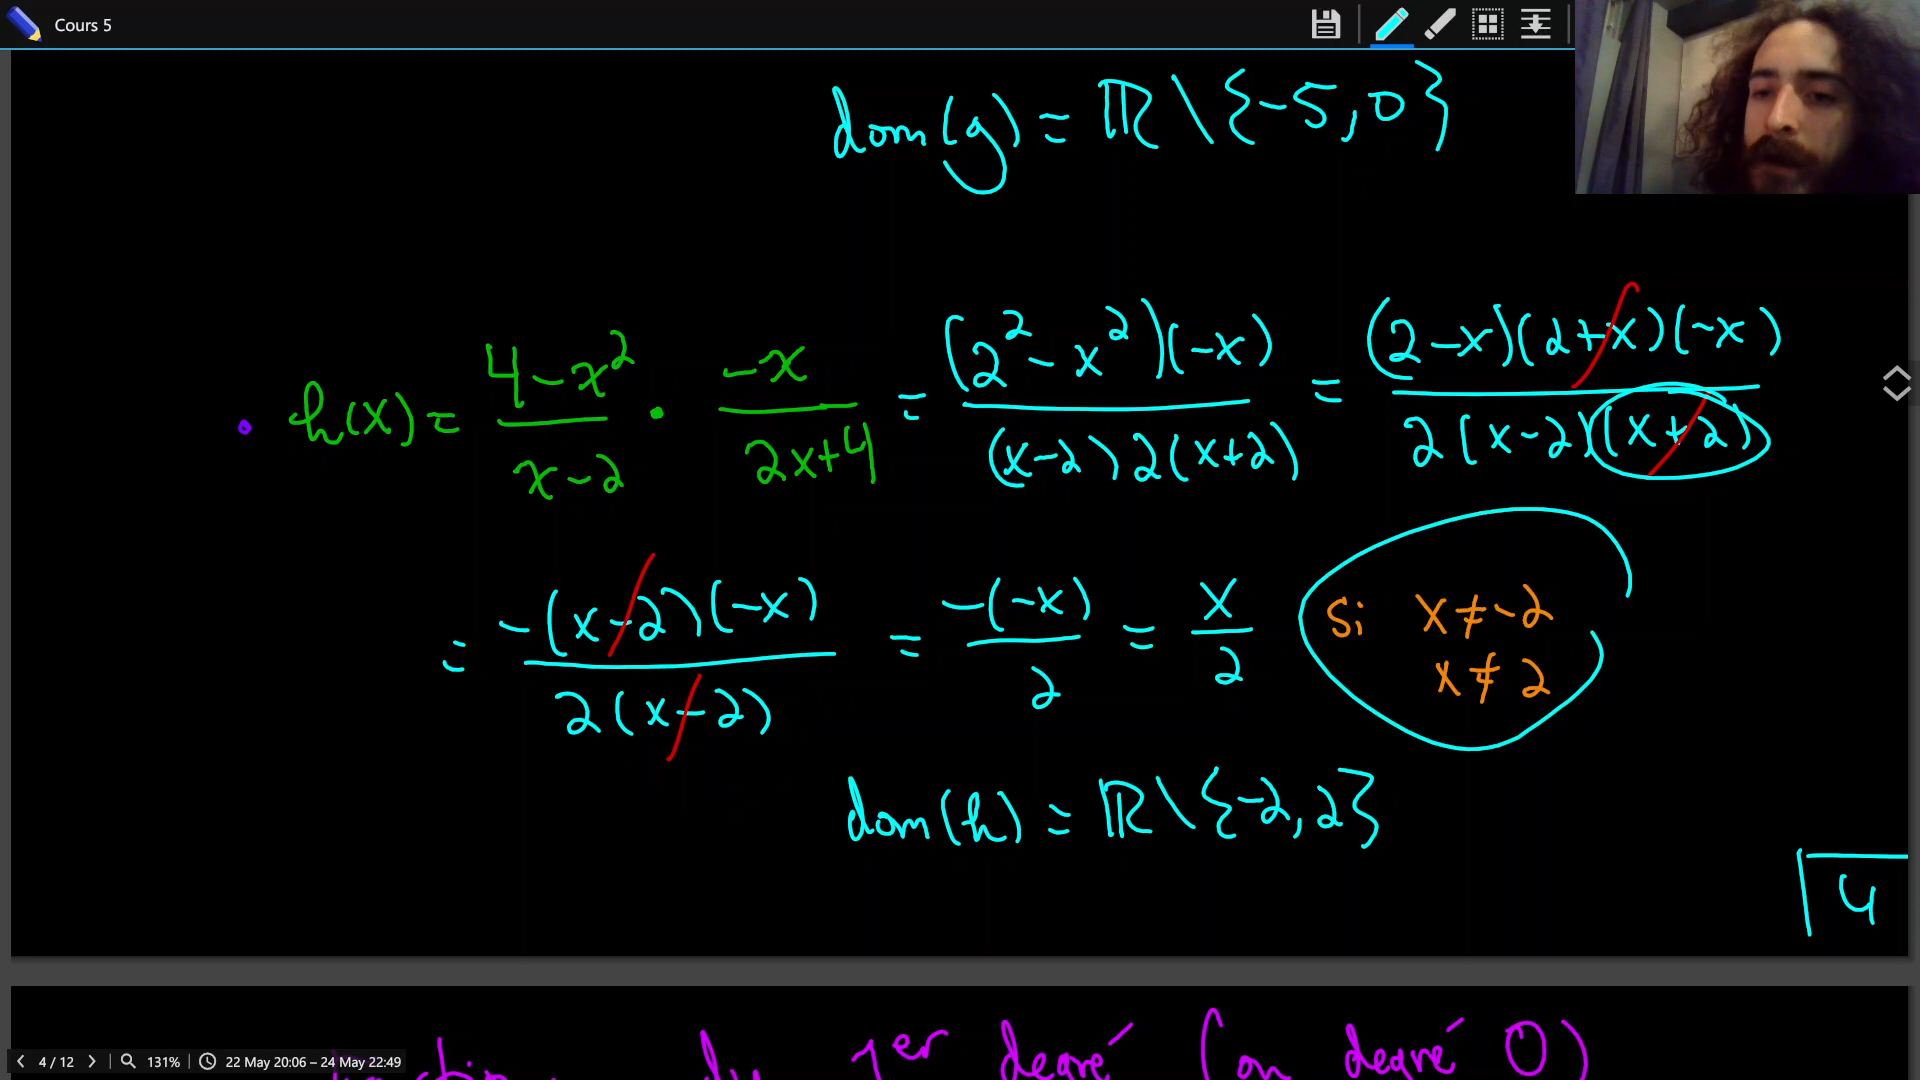 Cours 5
dom(g) = ℝ \ {-5, 0}
• h(x) = (4 - x²)/(x - 2) · (-x)/(2x + 4) = ((2² - x²)(-x))/((x - 2) 2 (x + 2)) = ((2 - x)(2 + x)(-x))/(2 (x - 2)(x + 2))
= (-(x - 2)(-x))/(2 (x - 2)) = (-(-x))/2 = x/2 Si x ≠ -2
x ≠ 2
dom(h) = ℝ \ {-2, 2}
4
du 1er degré (ou degré 0)
4 / 12 131% 22 May 20:06 – 24 May 22:49